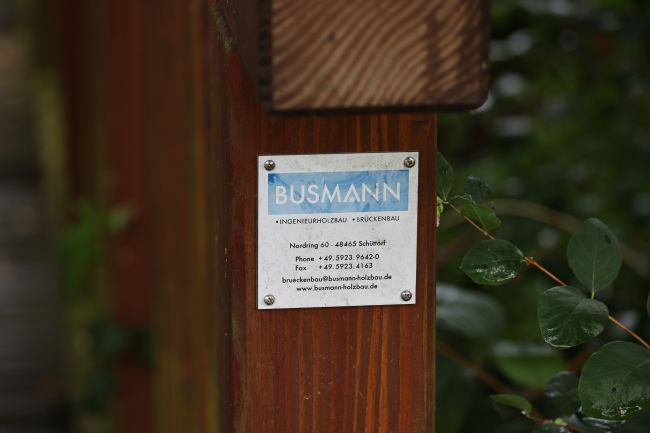 BUSMANN
•INGENIEURHOLZBAU •BRÜCKENBAU
Nordring 60 - 48465 Schüttorf
Phone +49.5923.9642-0
Fax +49.5923.4163
brueckenbau@busmann-holzbau.de
www.busmann-holzbau.de